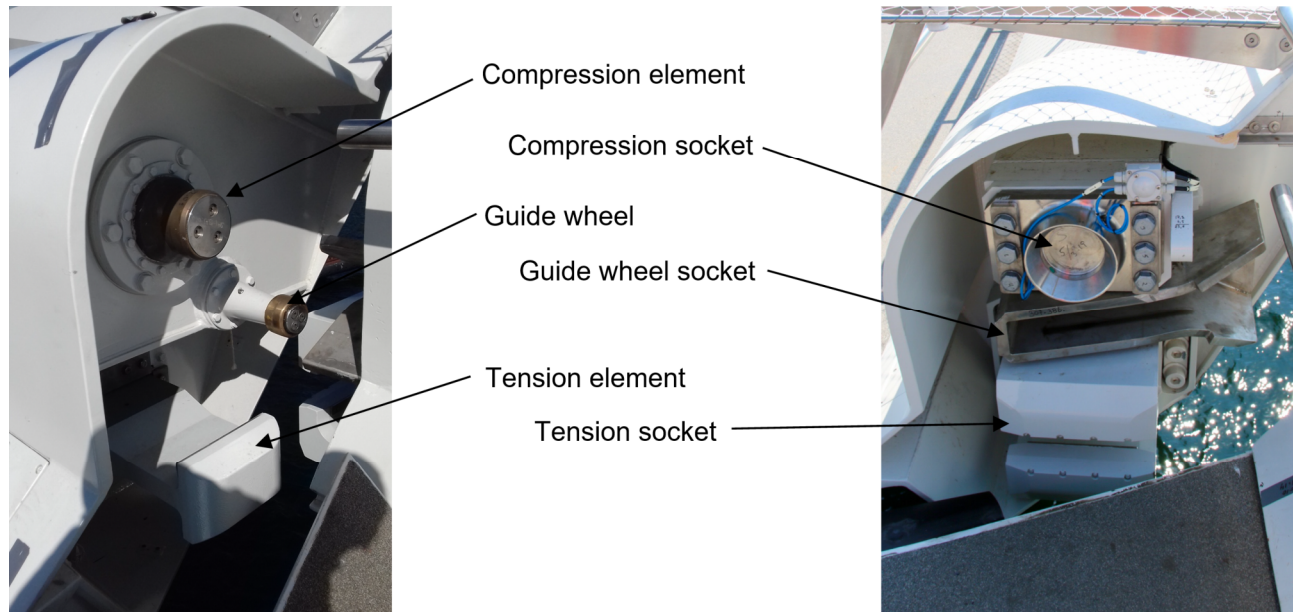 Compression element
Compression socket
Guide wheel
Guide wheel socket
Tension element
Tension socket